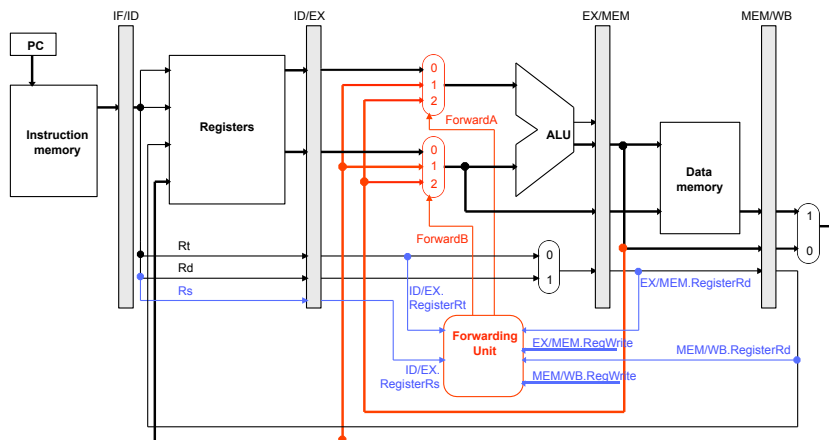 IF/ID
ID/EX
EX/MEM
MEM/WB
PC
Instruction
memory
Registers
0
1
2
ForwardA
ALU
0
1
2
ForwardB
Data
memory
1
0
Rt
Rd
Rs
0
1
ID/EX.
RegisterRt
EX/MEM.RegisterRd
Forwarding
Unit
EX/MEM.RegWrite
MEM/WB.RegisterRd
ID/EX.
RegisterRs
MEM/WB.RegWrite